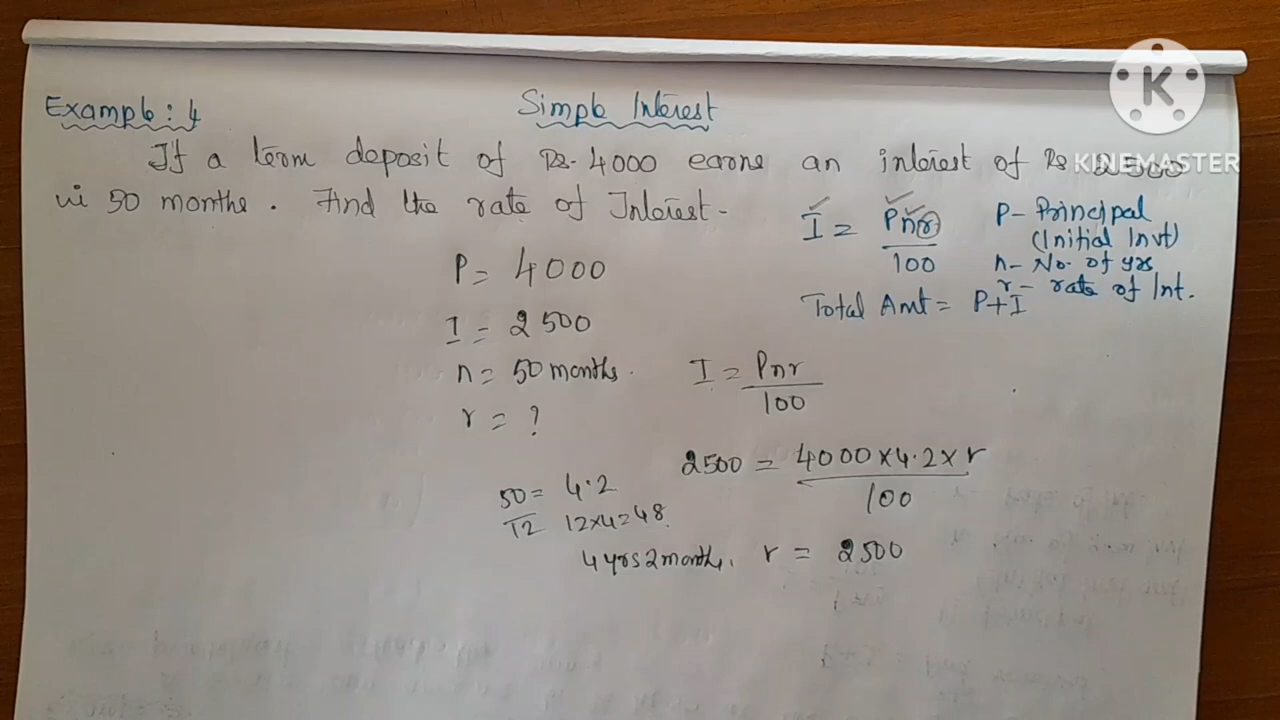 Example: 4
Simple Interest
If a term deposit of Rs. 4000 earns an interest of Rs 2500
in 50 months. Find the rate of Interest.
I = Pnr / 100
P - Principal
(Initial Invt)
n - No. of yrs
r - rate of Int.
Total Amt = P+I
P = 4000
I = 2500
n = 50 months.
r = ?
I = Pnr / 100
2500 = 4000 x 4.2 x r / 100
50/12 = 4.2
12x4=48.
4 yrs 2 months.
r = 2500
K
KINEMASTER